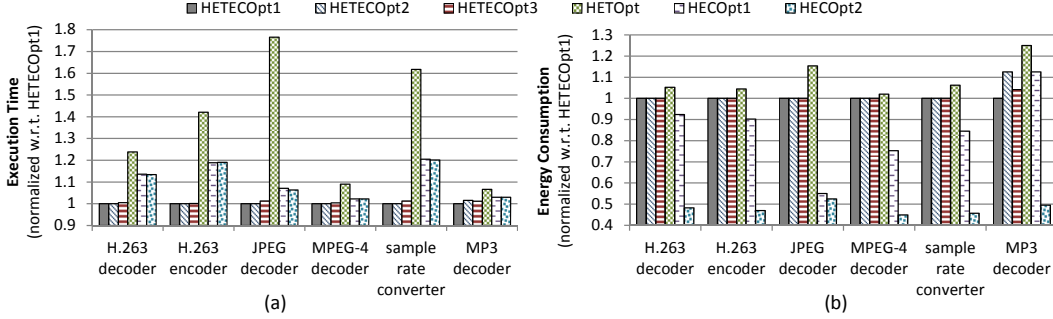 HETECOpt1 HETECOpt2 HETECOpt3 HETOpt HECOpt1 HECOpt2
Execution Time
(normalized w.r.t. HETECOpt1)
1.8
1.7
1.6
1.5
1.4
1.3
1.2
1.1
1
0.9
H.263 decoder
H.263 encoder
JPEG decoder
MPEG-4 decoder
sample rate converter
MP3 decoder
(a)
Energy Consumption
(normalized w.r.t. HETECOpt1)
1.3
1.2
1.1
1
0.9
0.8
0.7
0.6
0.5
0.4
H.263 decoder
H.263 encoder
JPEG decoder
MPEG-4 decoder
sample rate converter
MP3 decoder
(b)